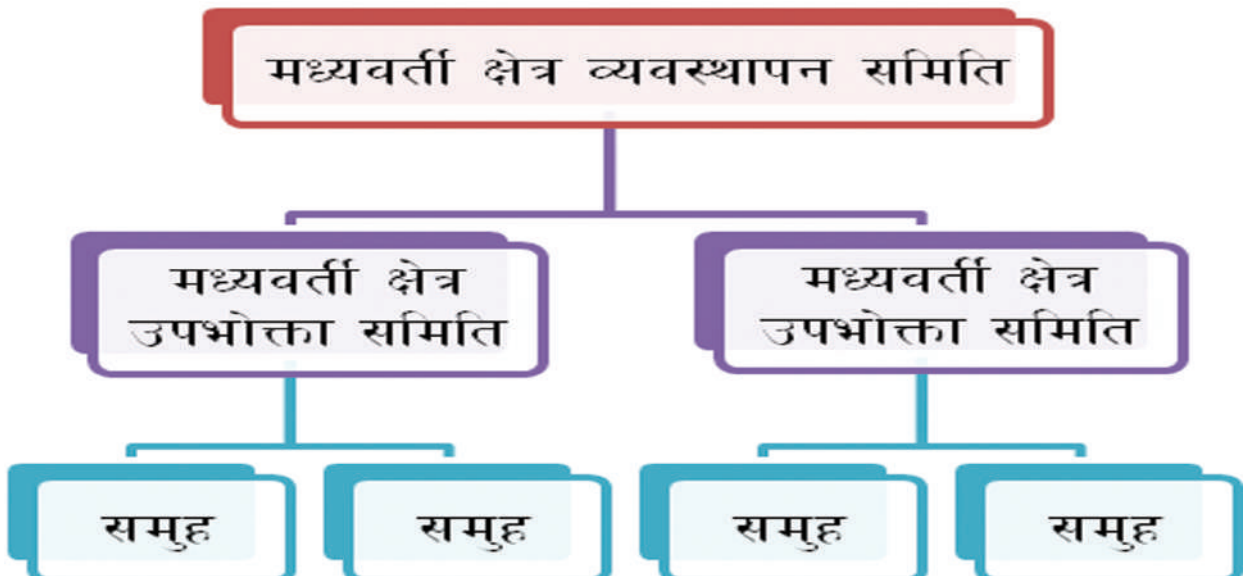 मध्यवर्ती क्षेत्र व्यवस्थापन समिति
मध्यवर्ती क्षेत्र
उपभोक्ता समिति
मध्यवर्ती क्षेत्र
उपभोक्ता समिति
समुह
समुह
समुह
समुह